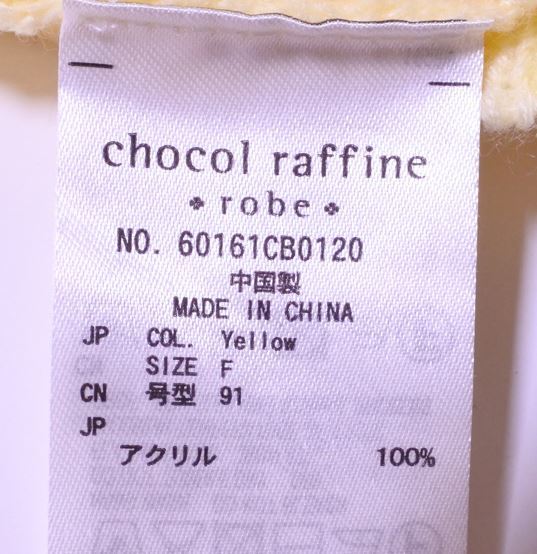 chocol raffine
robe
NO. 60161CB0120
中国製
MADE IN CHINA
JP COL. Yellow
SIZE F
CN 号型 91
JP
アクリル 100%